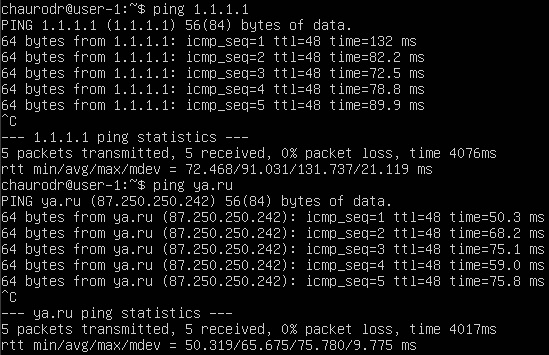 chaurodr@user-1:~$ ping 1.1.1.1
PING 1.1.1.1 (1.1.1.1) 56(84) bytes of data.
64 bytes from 1.1.1.1: icmp_seq=1 ttl=48 time=132 ms
64 bytes from 1.1.1.1: icmp_seq=2 ttl=48 time=82.2 ms
64 bytes from 1.1.1.1: icmp_seq=3 ttl=48 time=72.5 ms
64 bytes from 1.1.1.1: icmp_seq=4 ttl=48 time=78.8 ms
64 bytes from 1.1.1.1: icmp_seq=5 ttl=48 time=89.9 ms
^C
--- 1.1.1.1 ping statistics ---
5 packets transmitted, 5 received, 0% packet loss, time 4076ms
rtt min/avg/max/mdev = 72.468/91.031/131.737/21.119 ms
chaurodr@user-1:~$ ping ya.ru
PING ya.ru (87.250.250.242) 56(84) bytes of data.
64 bytes from ya.ru (87.250.250.242): icmp_seq=1 ttl=48 time=50.3 ms
64 bytes from ya.ru (87.250.250.242): icmp_seq=2 ttl=48 time=68.2 ms
64 bytes from ya.ru (87.250.250.242): icmp_seq=3 ttl=48 time=75.1 ms
64 bytes from ya.ru (87.250.250.242): icmp_seq=4 ttl=48 time=59.0 ms
64 bytes from ya.ru (87.250.250.242): icmp_seq=5 ttl=48 time=75.8 ms
^C
--- ya.ru ping statistics ---
5 packets transmitted, 5 received, 0% packet loss, time 4017ms
rtt min/avg/max/mdev = 50.319/65.675/75.780/9.775 ms